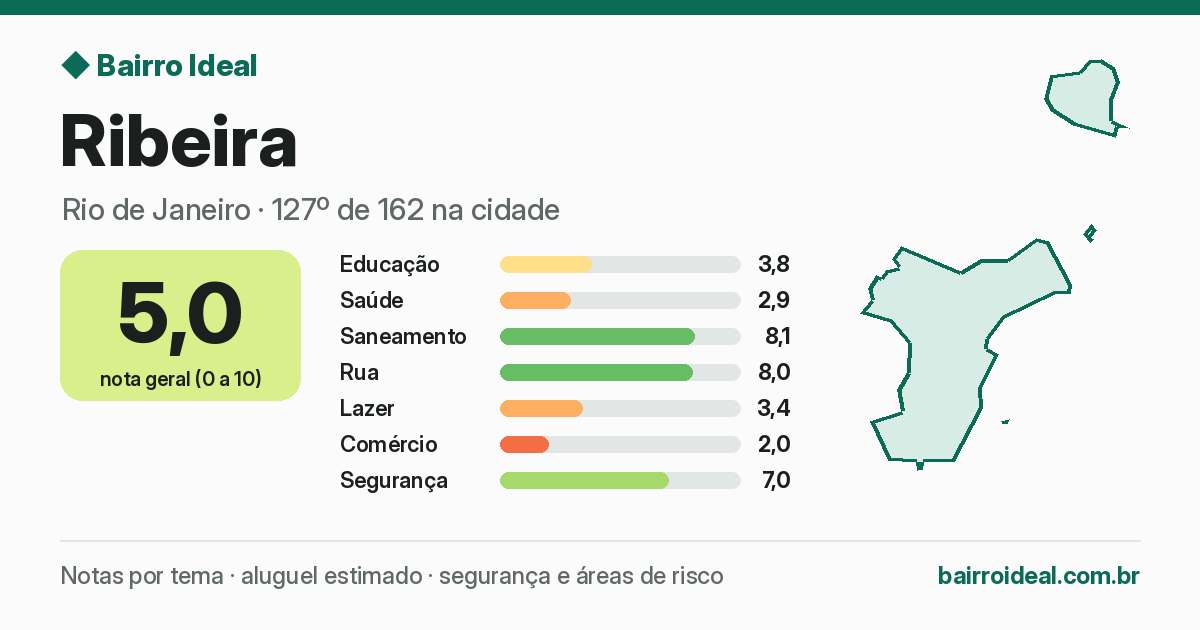 Bairro Ideal
Ribeira
Rio de Janeiro · 127º de 162 na cidade
5,0
nota geral (0 a 10)
Educação 3,8
Saúde 2,9
Saneamento 8,1
Rua 8,0
Lazer 3,4
Comércio 2,0
Segurança 7,0
Notas por tema · aluguel estimado · segurança e áreas de risco
bairroideal.com.br